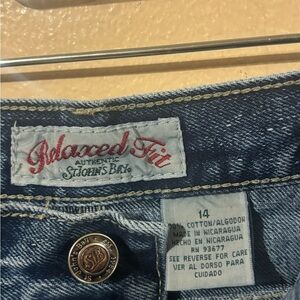 Relaxed Fit
AUTHENTIC
ST.JOHN'S BAY
14
COTTON/ALGODON
MADE IN NICARAGUA
HECHO EN NICARAGUA
RN 93677
SEE REVERSE FOR CARE
VER AL DORSO PARA
CUIDADO